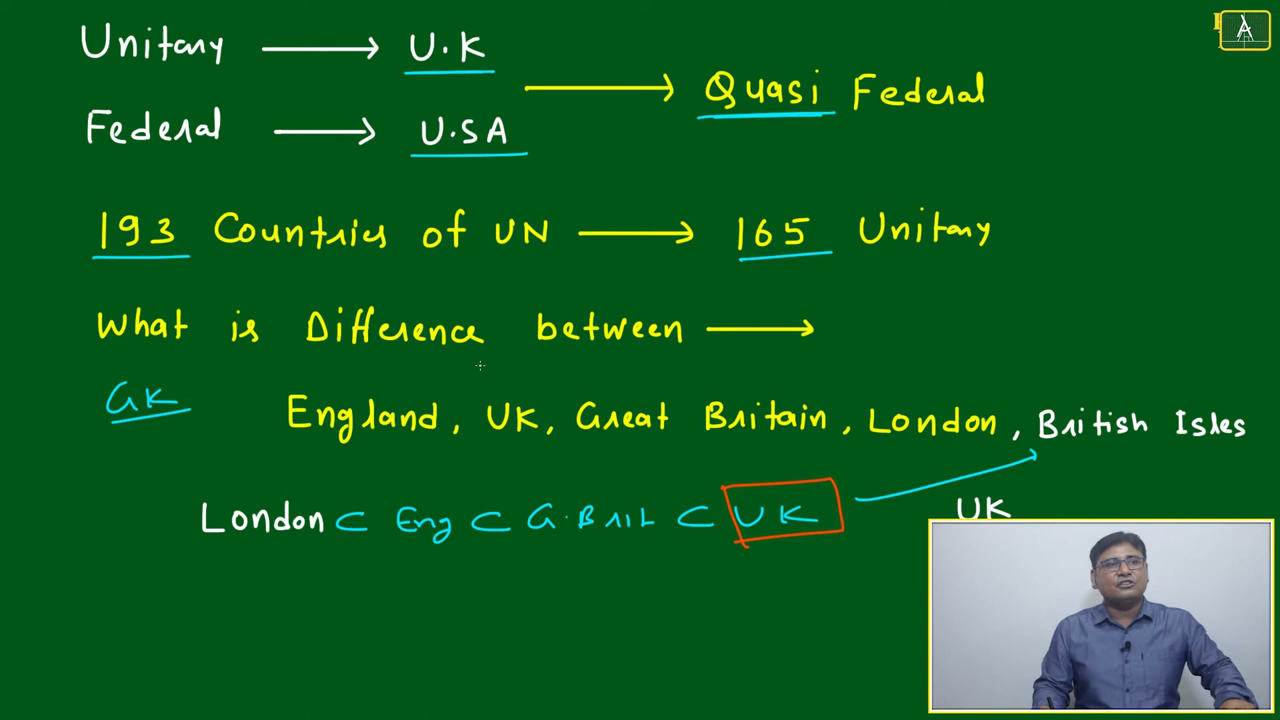 Unitary → U.K
Federal → U.SA
→ Quasi Federal
193 Countries of UN → 165 Unitary
What is Difference between →
GK
England, UK, Great Britain, London, British Isles
London ⊂ Eng ⊂ G.Brit ⊂ UK
UK